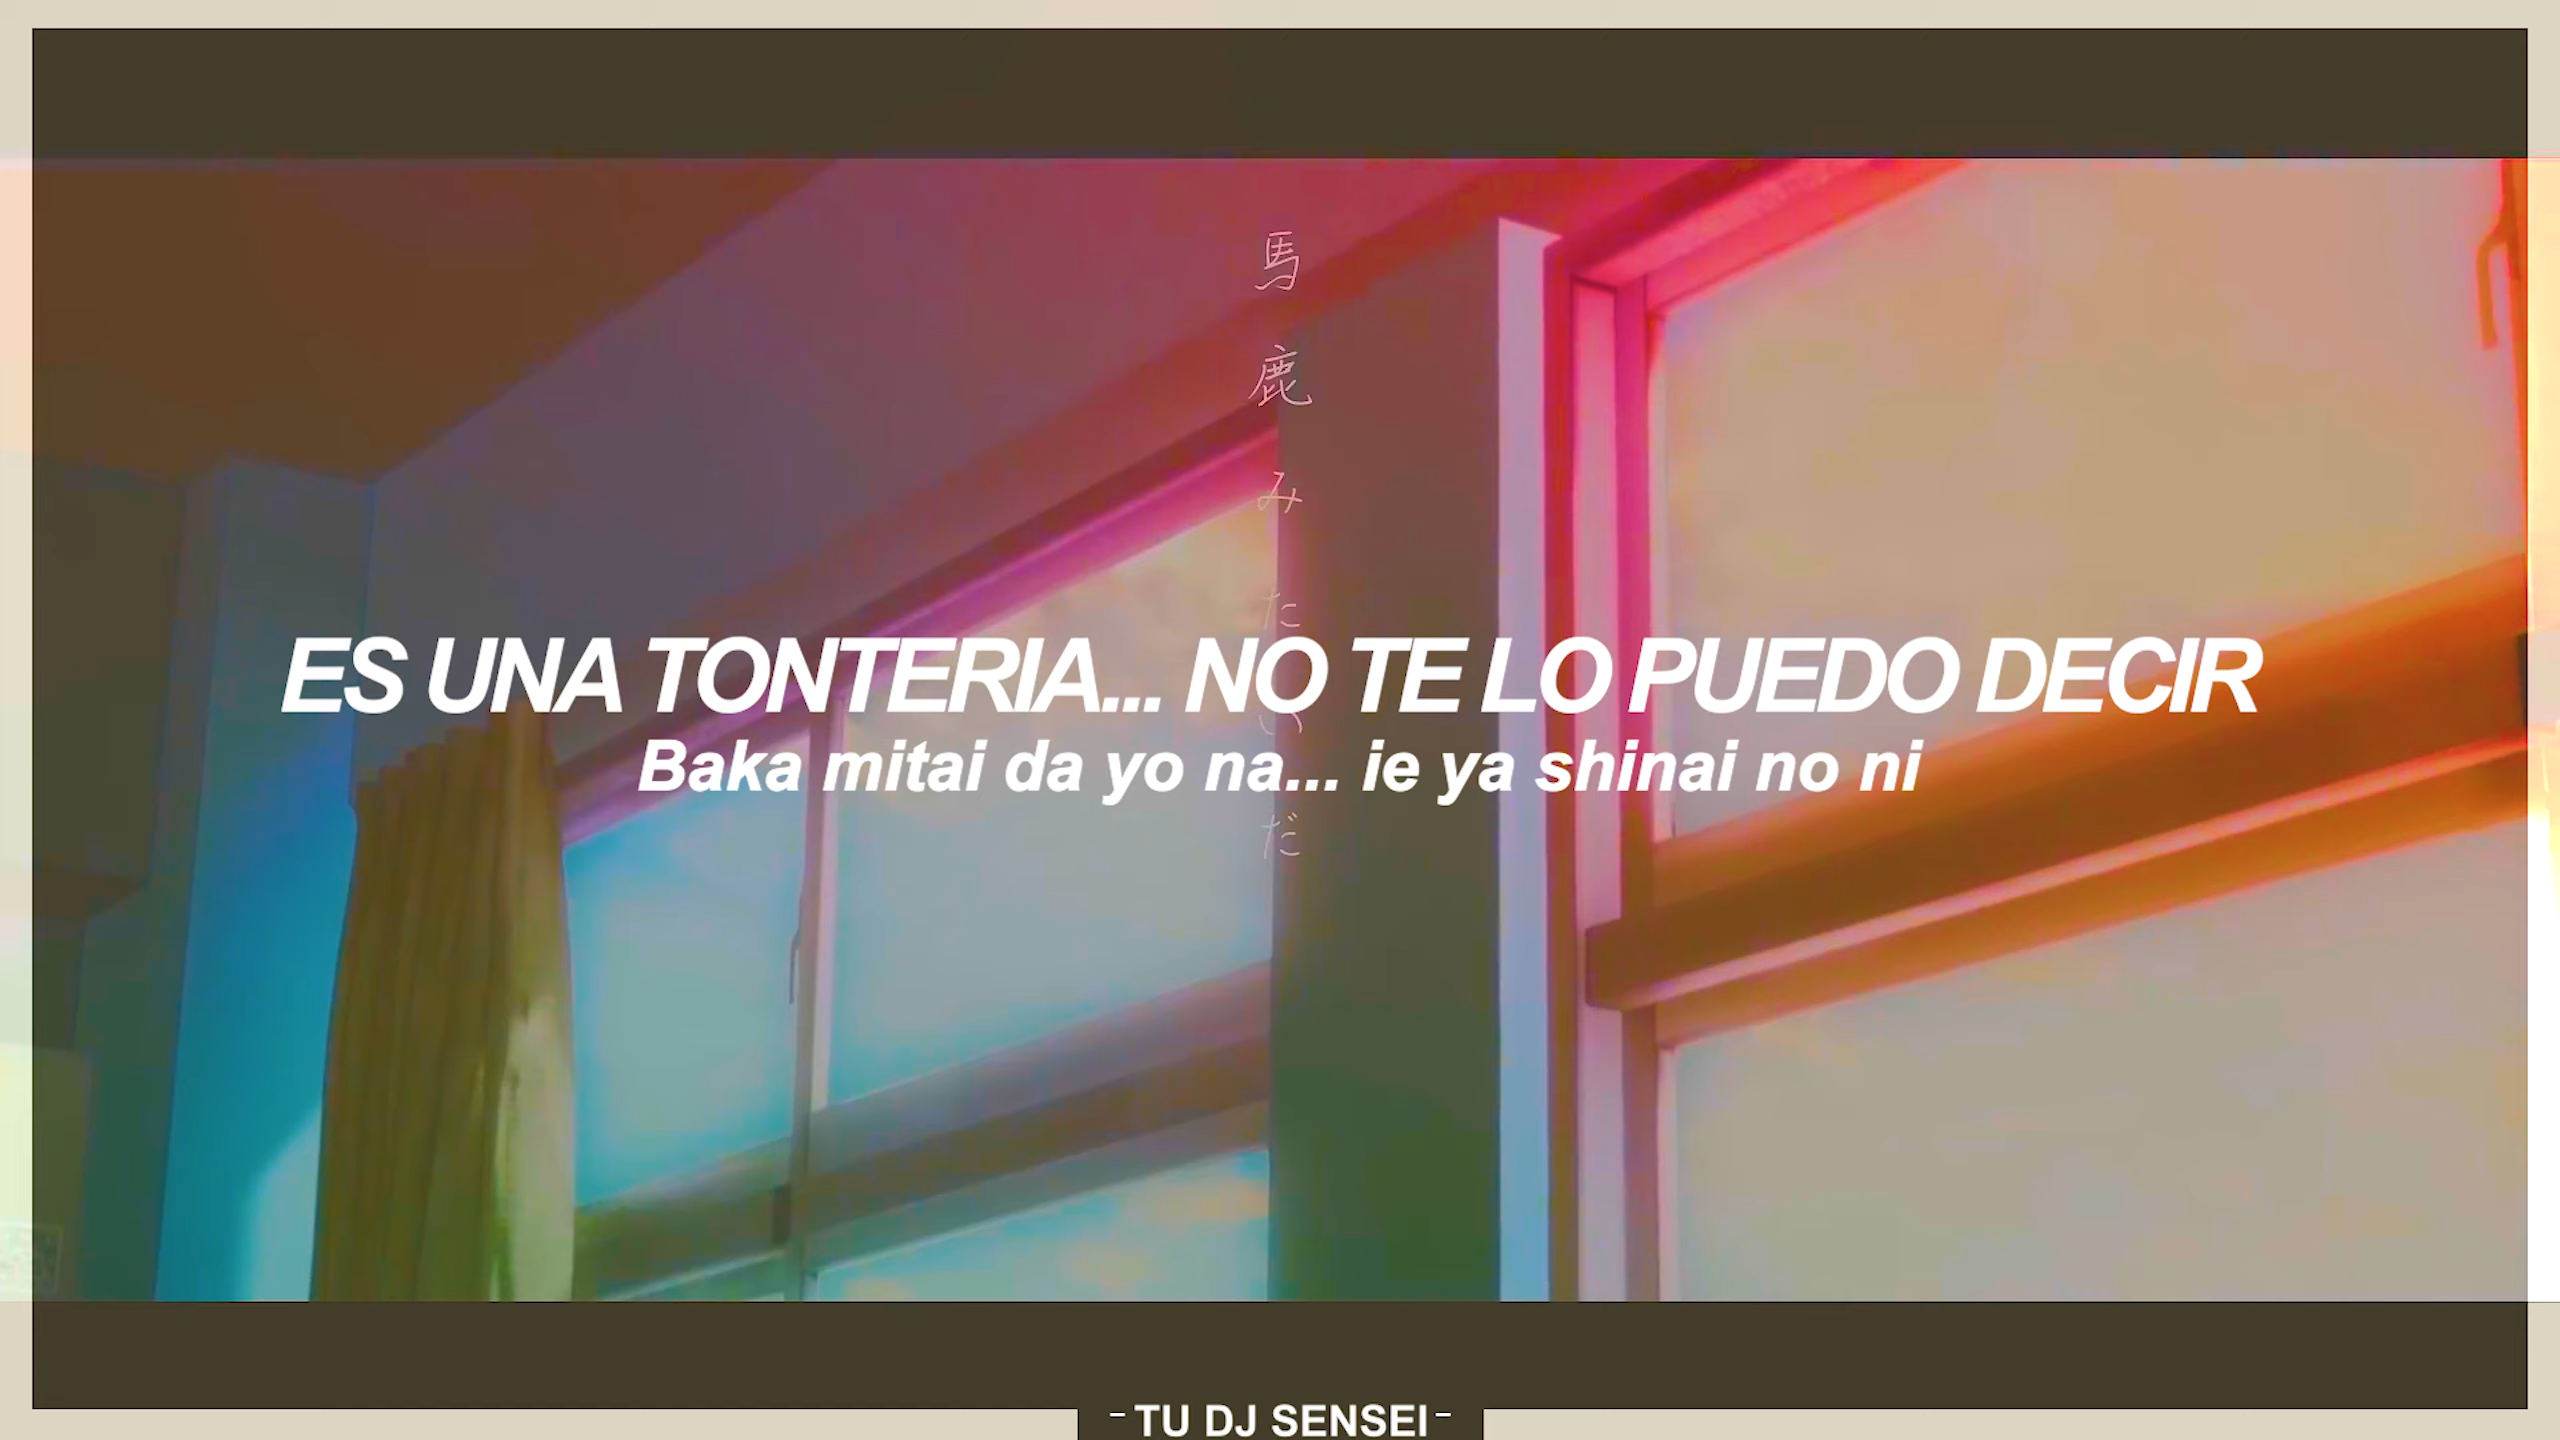 馬鹿みたいだ
ES UNA TONTERIA... NO TE LO PUEDO DECIR
Baka mitai da yo na... ie ya shinai no ni
- TU DJ SENSEI -